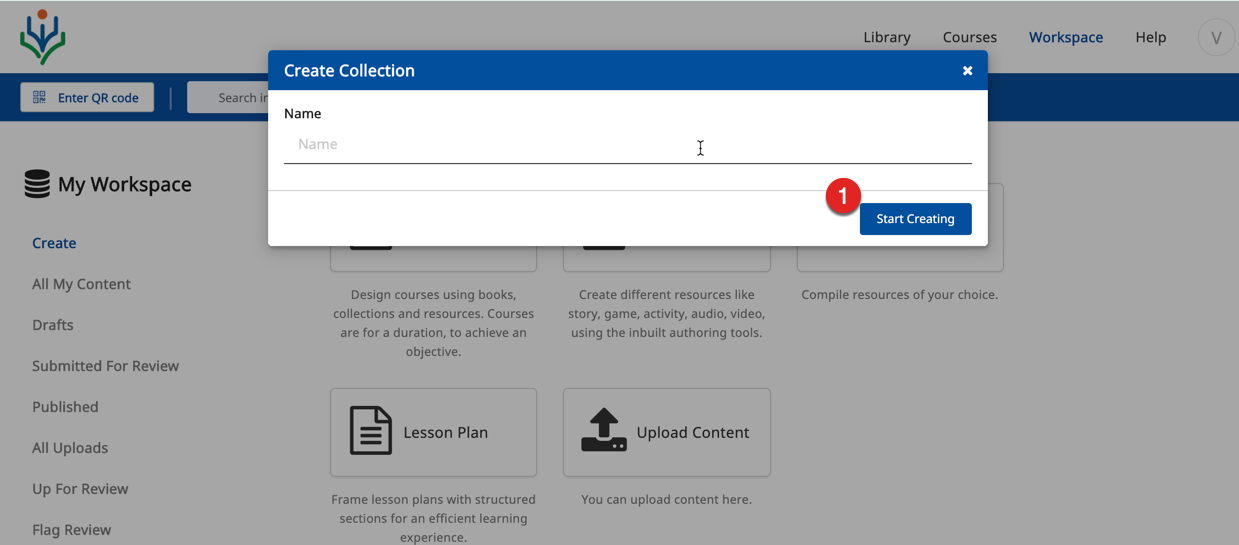 Library Courses Workspace Help V
Create Collection
Enter QR code
Search in
Name
Name
My Workspace
1
Start Creating
Create
All My Content
Drafts
Submitted For Review
Published
All Uploads
Up For Review
Flag Review
Design courses using books,
collections and resources. Courses
are for a duration, to achieve an
objective.
Create different resources like
story, game, activity, audio, video,
using the inbuilt authoring tools.
Compile resources of your choice.
Lesson Plan
Frame lesson plans with structured
sections for an efficient learning
experience.
Upload Content
You can upload content here.